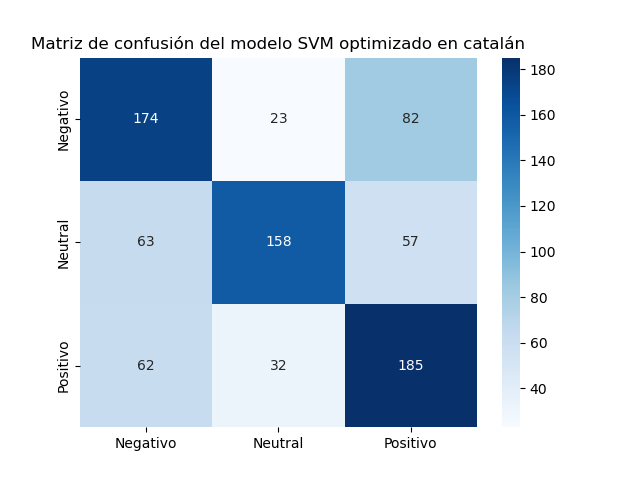 Matriz de confusión del modelo SVM optimizado en catalán
Negativo 174 23 82
Neutral 63 158 57
Positivo 62 32 185
Negativo Neutral Positivo
180
160
140
120
100
80
60
40